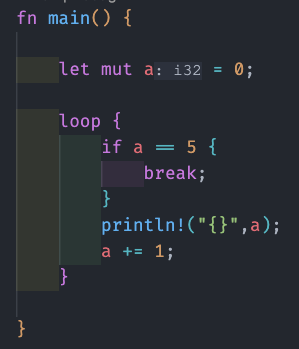 fn main() {
let mut a: i32 = 0;
loop {
if a == 5 {
break;
}
println!("{}",a);
a += 1;
}
}